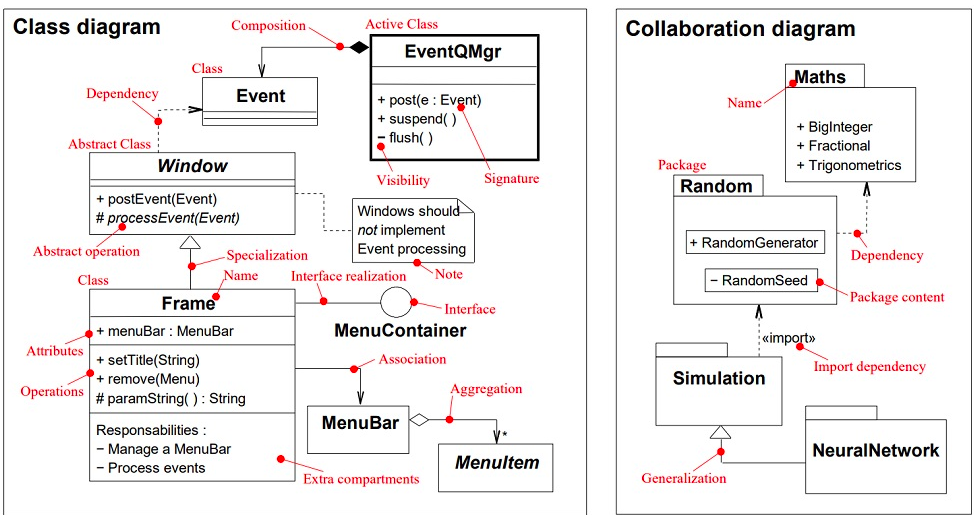 Class diagram
Composition
Active Class
EventQMgr
+ post(e : Event)
+ suspend( )
− flush( )
Visibility
Signature
Class
Event
Dependency
Abstract Class
Window
+ postEvent(Event)
# processEvent(Event)
Abstract operation
Windows should
not implement
Event processing
Note
Specialization
Class
Name
Frame
+ menuBar : MenuBar
Attributes
+ setTitle(String)
+ remove(Menu)
# paramString( ) : String
Operations
Responsabilities :
− Manage a MenuBar
− Process events
Extra compartments
Interface realization
Interface
MenuContainer
Association
MenuBar
Aggregation
*
MenuItem
Collaboration diagram
Maths
Name
+ BigInteger
+ Fractional
+ Trigonometrics
Package
Random
+ RandomGenerator
− RandomSeed
Dependency
Package content
«import»
Import dependency
Simulation
NeuralNetwork
Generalization